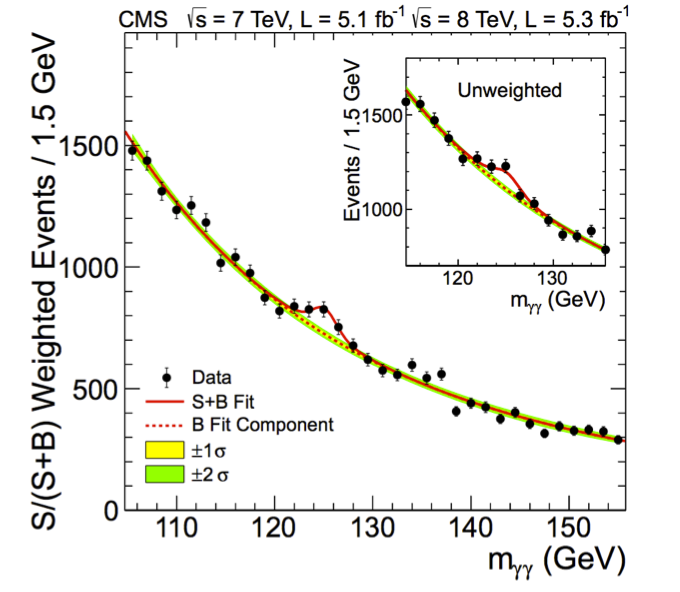 CMS √s = 7 TeV, L = 5.1 fb⁻¹ √s = 8 TeV, L = 5.3 fb⁻¹
S/(S+B) Weighted Events / 1.5 GeV
1500
1000
500
0
110 120 130 140 150
mγγ (GeV)
Data
S+B Fit
B Fit Component
±1σ
±2 σ
Unweighted
Events / 1.5 GeV
1500
1000
120 130
mγγ (GeV)